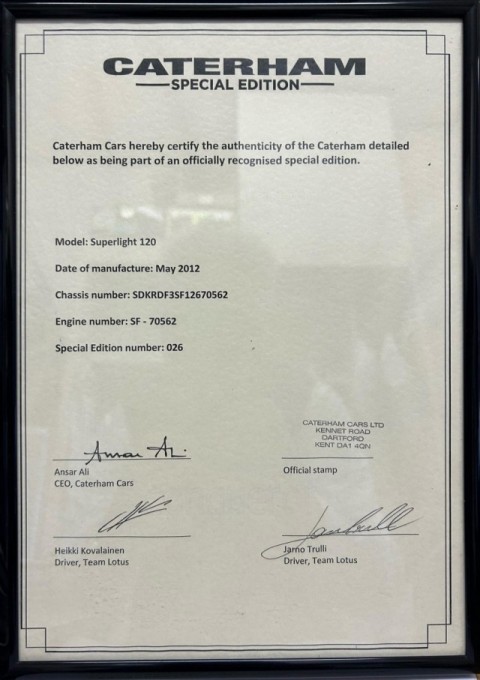 CATERHAM
SPECIAL EDITION
Caterham Cars hereby certify the authenticity of the Caterham detailed
below as being part of an officially recognised special edition.
Model: Superlight 120
Date of manufacture: May 2012
Chassis number: SDKRDF3SF12670562
Engine number: SF - 70562
Special Edition number: 026
CATERHAM CARS LTD
KENNET ROAD
DARTFORD
KENT DA1 4QN
Ansar Ali
Ansar Ali
CEO, Caterham Cars
Official stamp
Heikki Kovalainen
Driver, Team Lotus
Jarno Trulli
Driver, Team Lotus